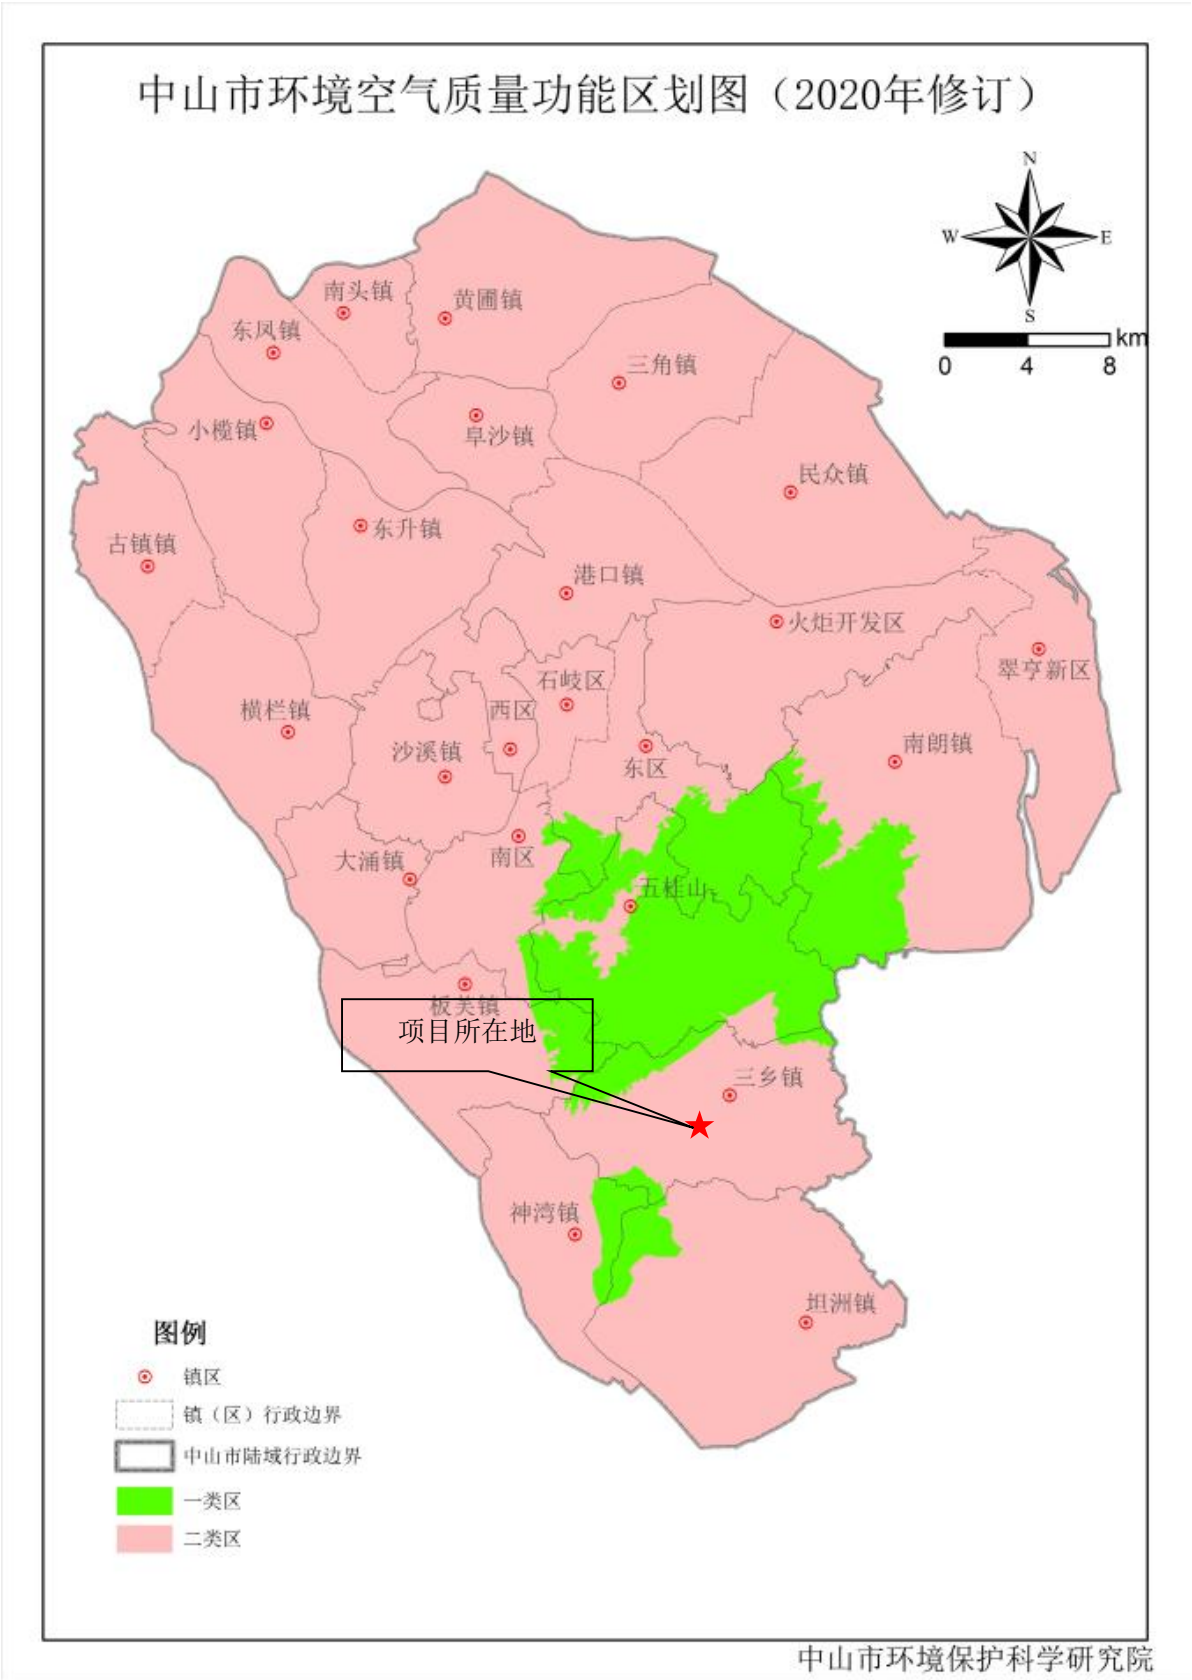 中山市环境空气质量功能区划图（2020年修订）
N
W
E
S
km
0
4
8
南头镇
黄圃镇
东凤镇
三角镇
小榄镇
阜沙镇
民众镇
东升镇
古镇镇
港口镇
火炬开发区
翠亨新区
石岐区
横栏镇
西区
沙溪镇
东区
南朗镇
南区
大涌镇
五桂山
板芙镇
项目所在地
三乡镇
神湾镇
坦洲镇
图例
镇区
镇（区）行政边界
中山市陆域行政边界
一类区
二类区
中山市环境保护科学研究院